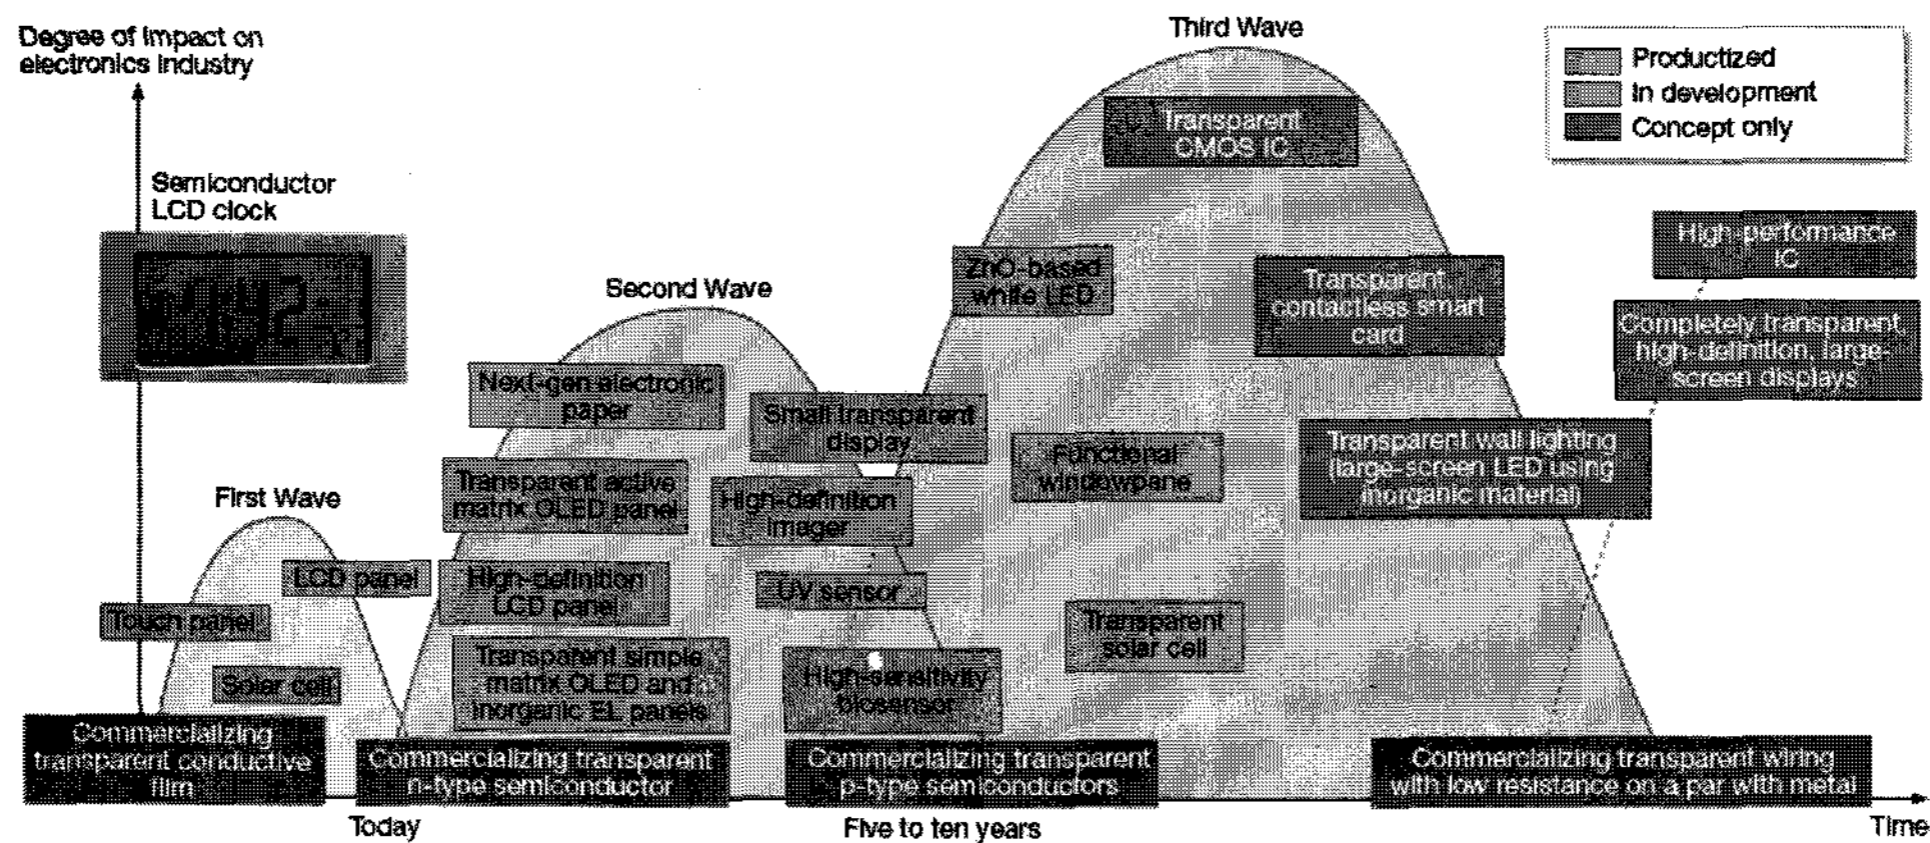 Degree of impact on
electronics industry
Third Wave
Productized
In development
Concept only
Transparent
CMOS IC
Semiconductor
LCD clock
High-performance
IC
ZnO-based
white LED
Transparent
contactless smart
card
Second Wave
Completely transparent,
high-definition, large-
screen displays
Next-gen electronic
paper
Small transparent
display
Functional
windowpane
Transparent wall lighting
(large-screen LED using
inorganic material)
Transparent active
matrix OLED panel
High-definition
imager
First Wave
LCD panel
High-definition
LCD panel
UV sensor
Touch panel
Transparent
solar cell
Solar cell
Transparent simple
matrix OLED and
inorganic EL panels
High-sensitivity
biosensor
Commercializing
transparent conductive
film
Commercializing transparent
n-type semiconductor
Commercializing transparent
p-type semiconductors
Commercializing transparent wiring
with low resistance on a par with metal
Today
Five to ten years
Time